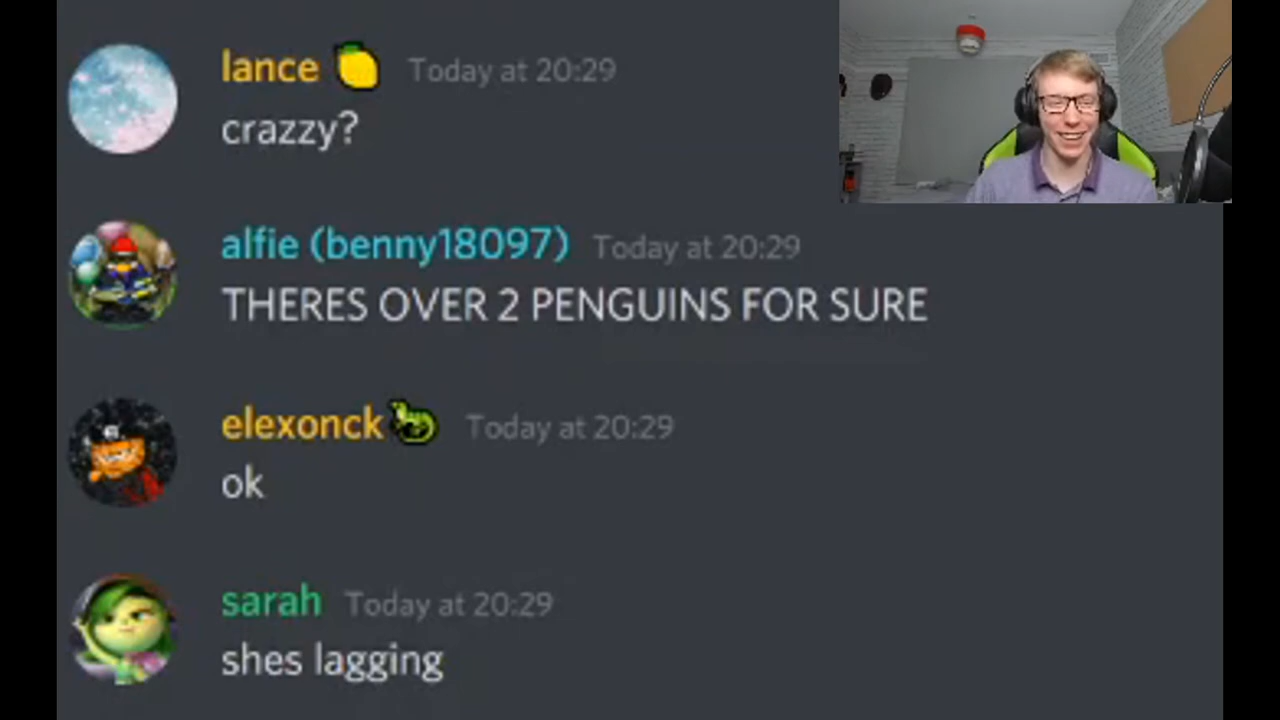 lance Today at 20:29
crazzy?
alfie (benny18097) Today at 20:29
THERES OVER 2 PENGUINS FOR SURE
elexonck Today at 20:29
ok
sarah Today at 20:29
shes lagging